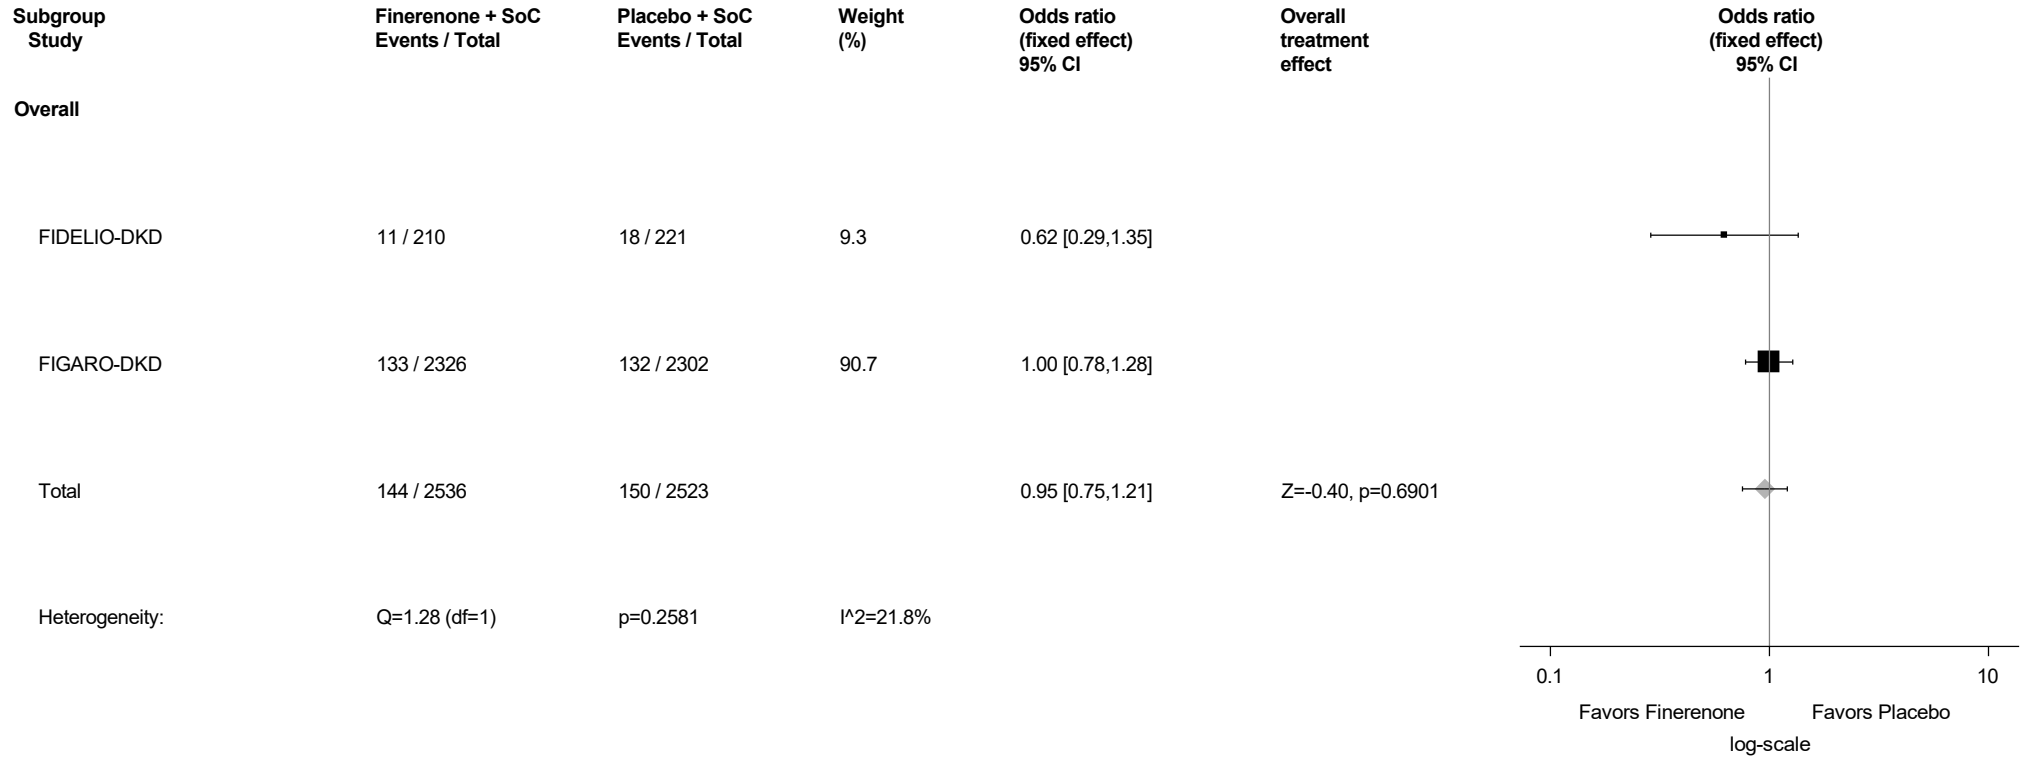 Subgroup Finerenone + SoC Placebo + SoC Weight Odds ratio Overall Odds ratio
Study Events / Total Events / Total (%) (fixed effect) treatment (fixed effect)
95% CI effect 95% CI
Overall
FIDELIO-DKD 11 / 210 18 / 221 9.3 0.62 [0.29,1.35]
FIGARO-DKD 133 / 2326 132 / 2302 90.7 1.00 [0.78,1.28]
Total 144 / 2536 150 / 2523 0.95 [0.75,1.21] Z=-0.40, p=0.6901
Heterogeneity: Q=1.28 (df=1) p=0.2581 I^2=21.8%
0.1 1 10
Favors Finerenone Favors Placebo
log-scale